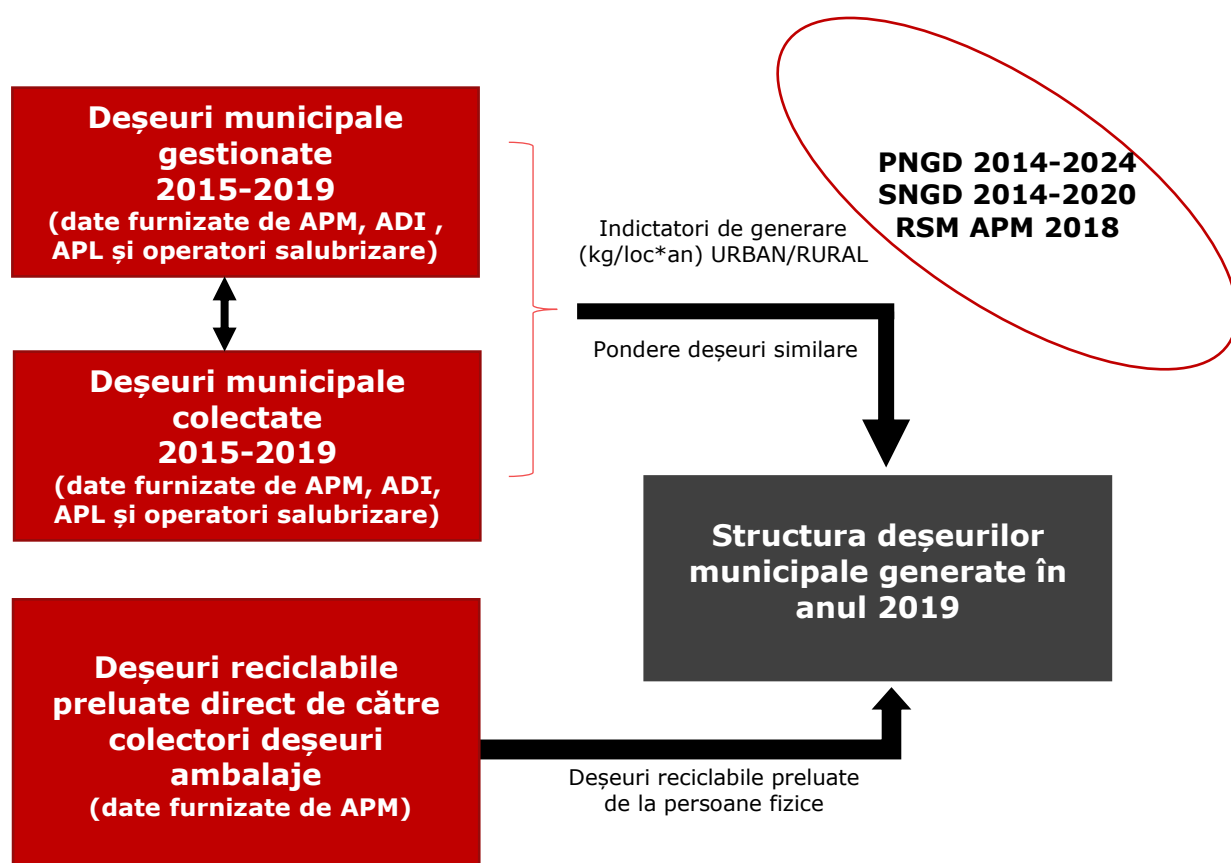 Deșeuri municipale
gestionate
2015-2019
(date furnizate de APM, ADI ,
APL și operatori salubrizare)
Deșeuri municipale
colectate
2015-2019
(date furnizate de APM, ADI,
APL și operatori salubrizare)
Deșeuri reciclabile
preluate direct de către
colectori deșeuri
ambalaje
(date furnizate de APM)
Indictatori de generare
(kg/loc*an) URBAN/RURAL
Pondere deșeuri similare
PNGD 2014-2024
SNGD 2014-2020
RSM APM 2018
Structura deșeurilor
municipale generate în
anul 2019
Deșeuri reciclabile preluate
de la persoane fizice